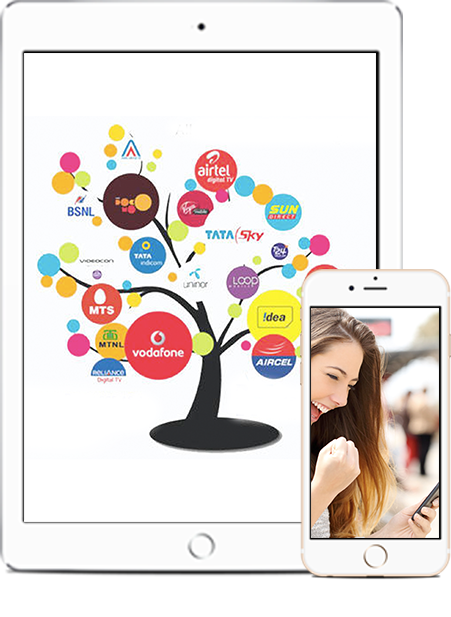 airtel
digital TV
BSNL
SUN
DIRECT
TATA Sky
TATA
indicom
VIDEOCON
uninor
LOOP
MOBILE
MTS
!dea
MTNL
vodafone
AIRCEL
RELIANCE
Digital TV